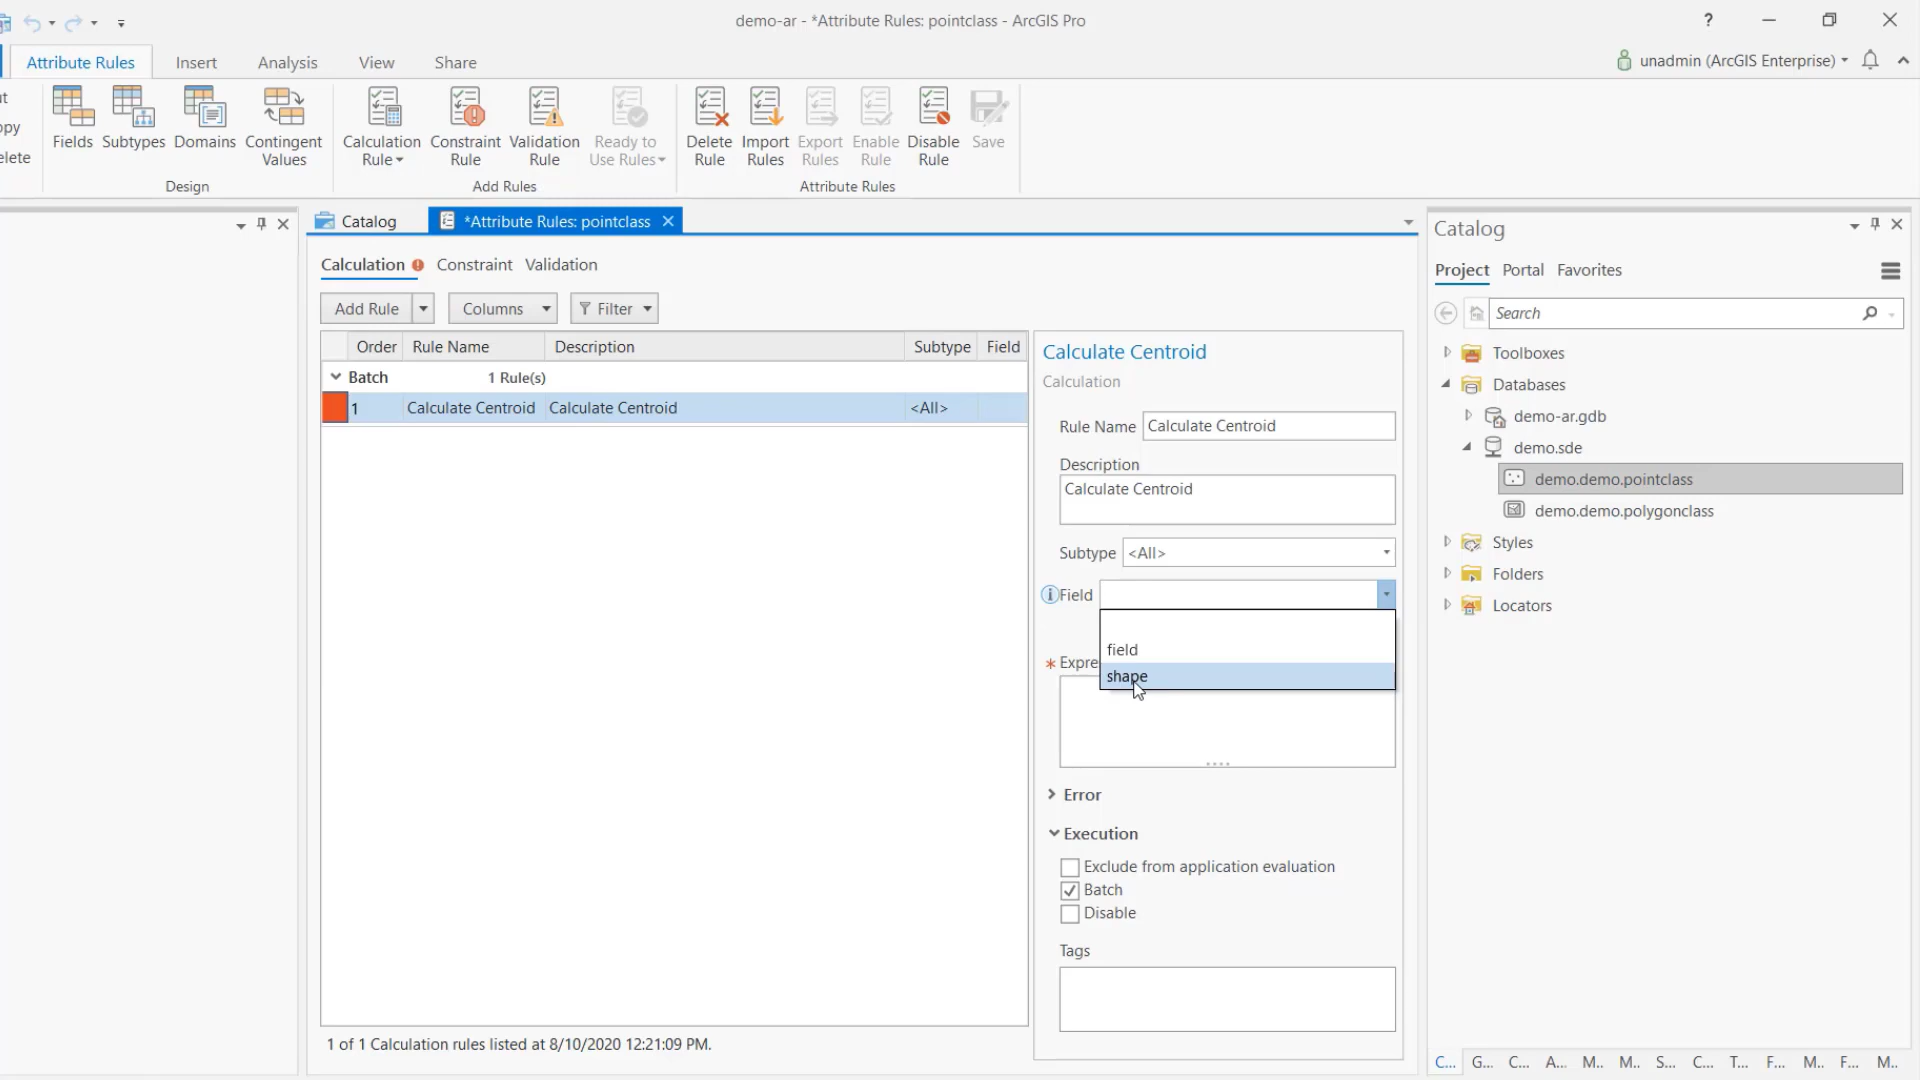 demo-ar - *Attribute Rules: pointclass - ArcGIS Pro
?
Attribute Rules Insert Analysis View Share
unadmin (ArcGIS Enterprise)
Fields Subtypes Domains Contingent Values
Calculation Rule Constraint Rule Validation Rule Ready to Use Rules
Delete Rule Import Rules Export Rules Enable Rule Disable Rule Save
Design Add Rules Attribute Rules
Catalog *Attribute Rules: pointclass
Calculation Constraint Validation
Add Rule Columns Filter
Order Rule Name Description Subtype Field
Batch 1 Rule(s)
1 Calculate Centroid Calculate Centroid <All>
1 of 1 Calculation rules listed at 8/10/2020 12:21:09 PM.
Calculate Centroid
Calculation
Rule Name Calculate Centroid
Description
Calculate Centroid
Subtype <All>
Field
field
shape
* Expre
Error
Execution
Exclude from application evaluation
Batch
Disable
Tags
Catalog
Project Portal Favorites
Search
Toolboxes
Databases
demo-ar.gdb
demo.sde
demo.demo.pointclass
demo.demo.polygonclass
Styles
Folders
Locators
C... G... C... A... M.. M.. S... C... T... F... M.. F... M..